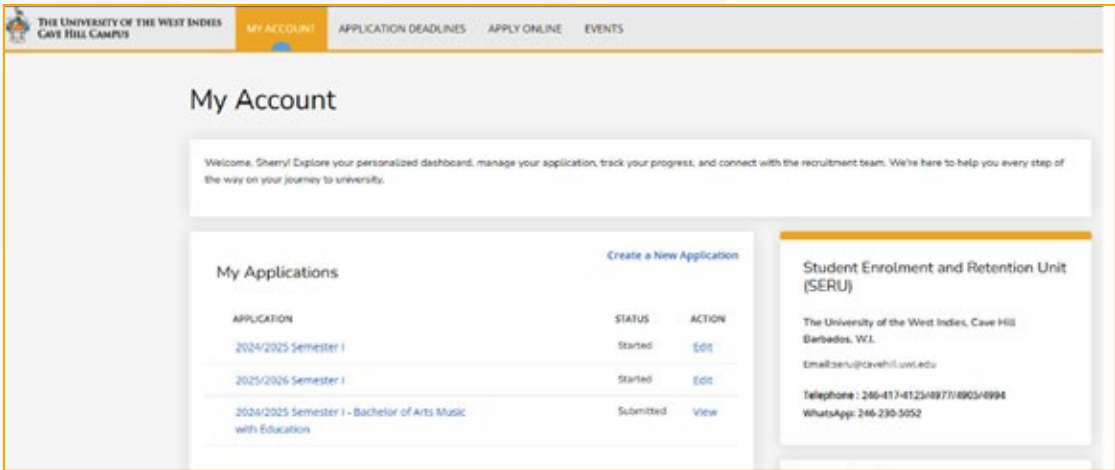 THE UNIVERSITY OF THE WEST INDIES
CAVE HILL CAMPUS
MY ACCOUNT
APPLICATION DEADLINES
APPLY ONLINE
EVENTS
My Account
Welcome, Sherry! Explore your personalized dashboard, manage your application, track your progress, and connect with the recruitment team. We're here to help you every step of
the way on your journey to university.
My Applications
Create a New Application
APPLICATION STATUS ACTION
2024/2025 Semester I Started Edit
2025/2026 Semester I Started Edit
2024/2025 Semester I - Bachelor of Arts Music Submitted View
with Education
Student Enrolment and Retention Unit
(SERU)
The University of the West Indies, Cave Hill
Barbados, W.I.
Email:seru@cavehill.uwi.edu
Telephone : 246-417-4125/4977/4905/4994
WhatsApp: 246-230-5052